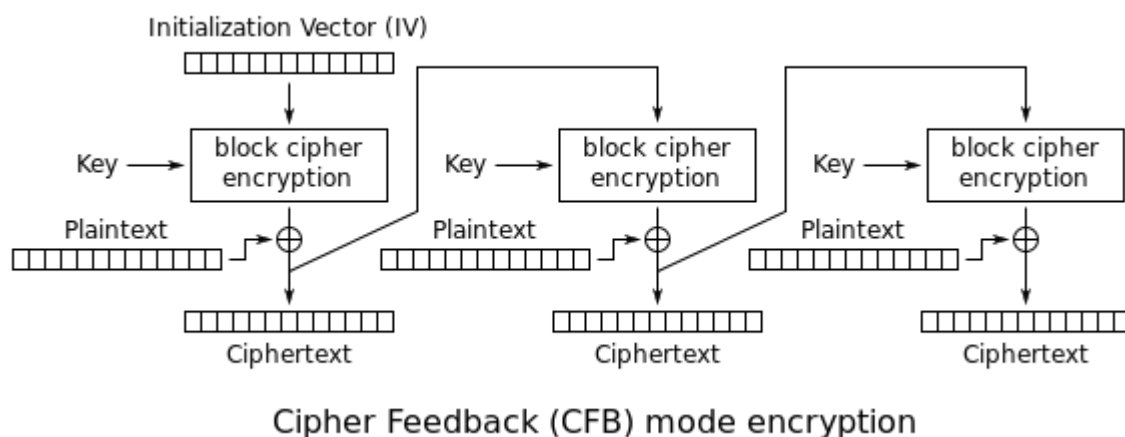 Initialization Vector (IV)
Key
block cipher
encryption
Key
block cipher
encryption
Key
block cipher
encryption
Plaintext
Plaintext
Plaintext
Ciphertext
Ciphertext
Ciphertext
Cipher Feedback (CFB) mode encryption